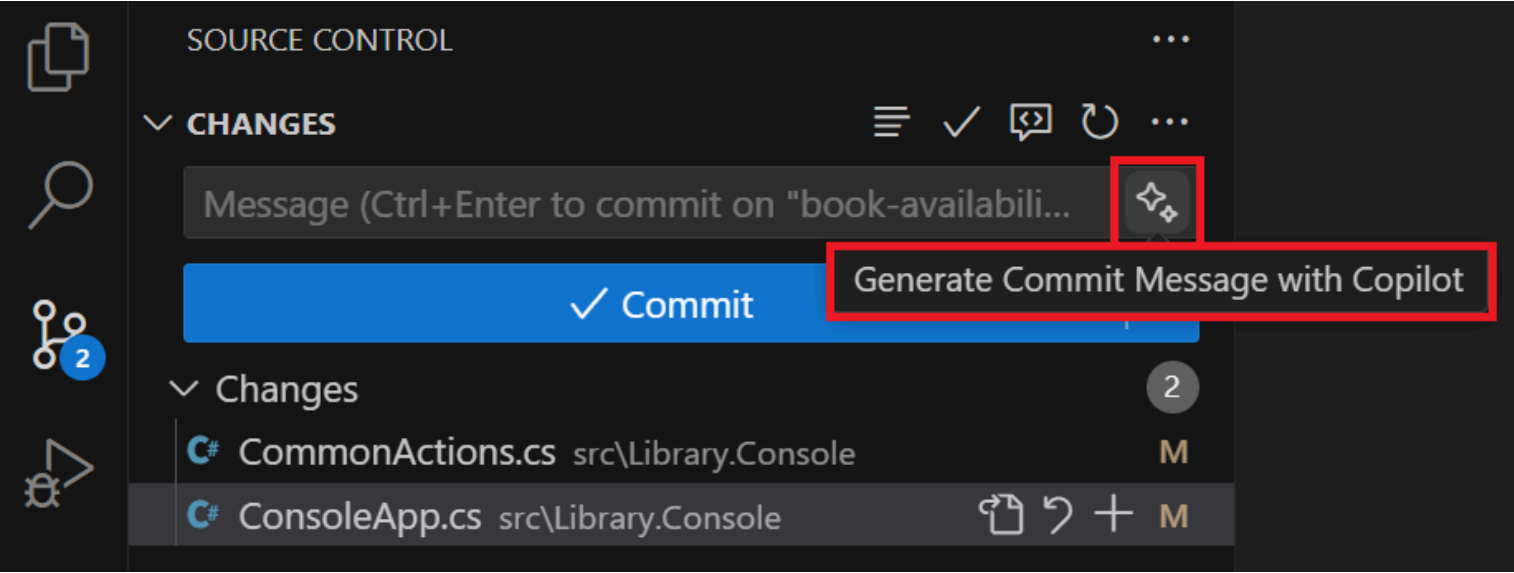 SOURCE CONTROL
CHANGES
Message (Ctrl+Enter to commit on "book-availabili...
Generate Commit Message with Copilot
Commit
2
Changes
2
C# CommonActions.cs src\Library.Console M
C# ConsoleApp.cs src\Library.Console M